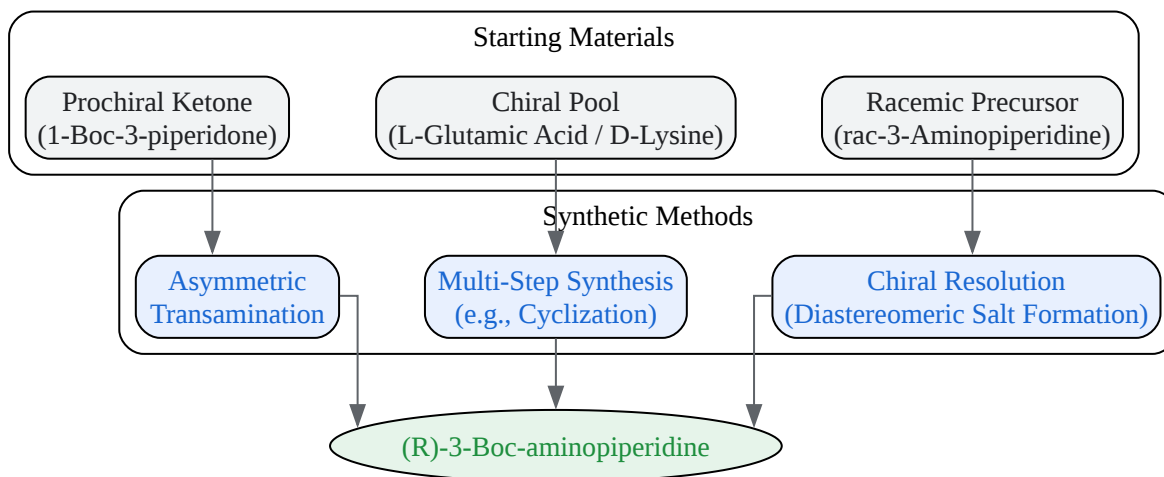 Starting Materials
Prochiral Ketone
(1-Boc-3-piperidone)
Chiral Pool
(L-Glutamic Acid / D-Lysine)
Racemic Precursor
(rac-3-Aminopiperidine)
Synthetic Methods
Asymmetric
Transamination
Multi-Step Synthesis
(e.g., Cyclization)
Chiral Resolution
(Diastereomeric Salt Formation)
(R)-3-Boc-aminopiperidine